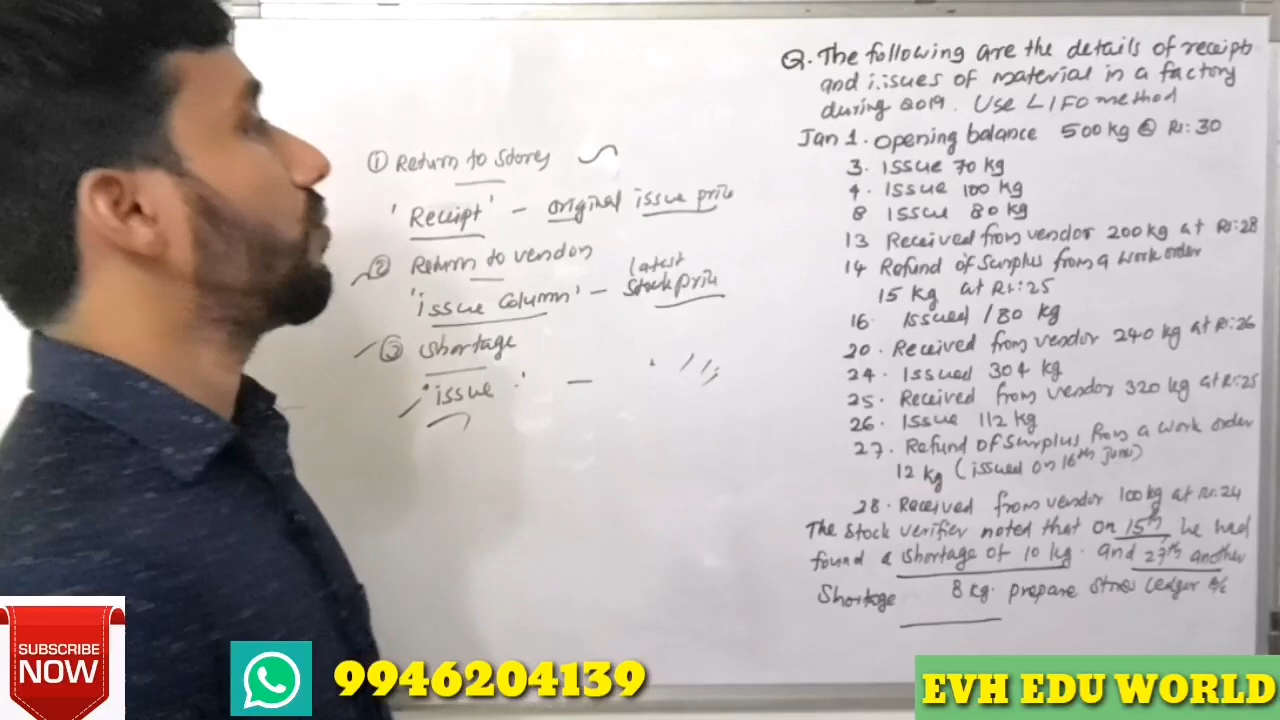 ① Return to stores
'Receipt' - original issue price
② Return to vendor
'issue column' - latest
stock price
③ shortage
'issue' -
Q. The following are the details of receipts
and issues of material in a factory
during 2019. Use LIFO method
Jan 1. opening balance 500 kg @ Rs: 30
3. Issue 70 kg
4. Issue 100 kg
8 Issue 80 kg
13 Received from vendor 200 kg at Rs: 28
14 Refund of surplus from a work order
15 kg at Rs: 25
16. Issued 180 kg
20. Received from vendor 240 kg at Rs: 26
24. Issued 304 kg
25. Received from vendor 320 kg at Rs: 25
26. Issue 112 kg
27. Refund of surplus from a work order
12 kg (issued on 16th June)
28. Received from vendor 100 kg at Rs: 24
The stock verifier noted that on 15th he had
found a shortage of 10 kg. and 27th another
shortage 8 kg. prepare stores ledger a/c
SUBSCRIBE
NOW
9946204139
EVH EDU WORLD